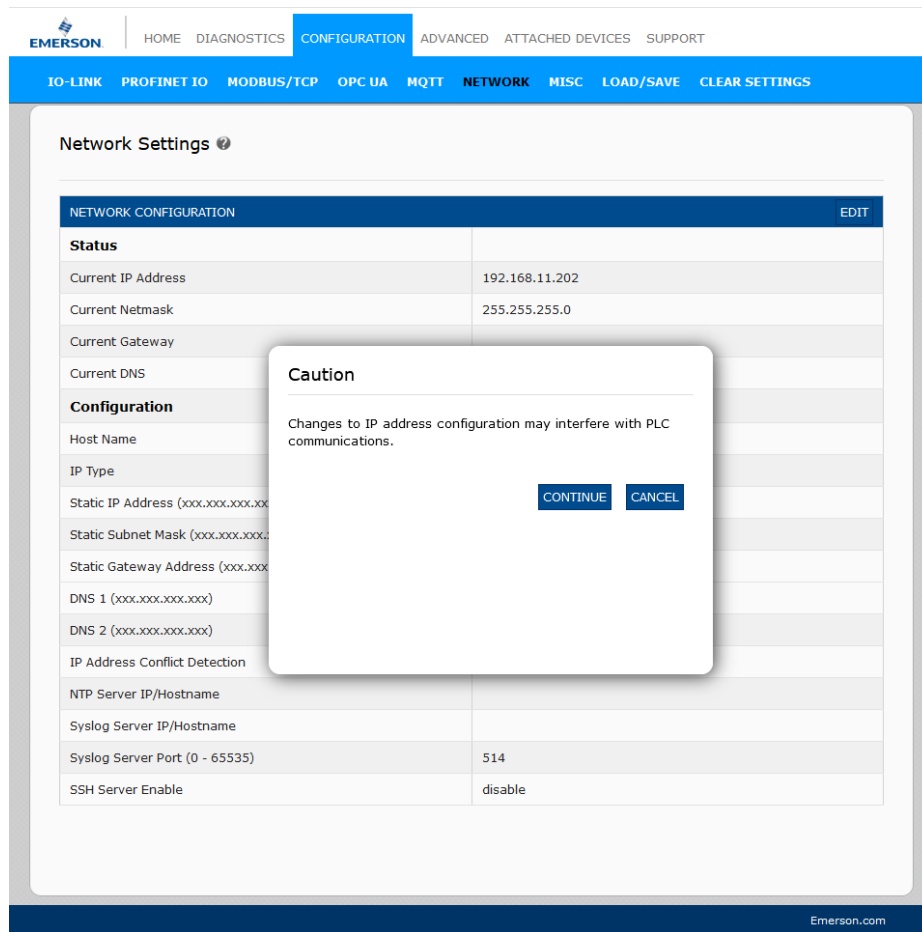 EMERSON
HOME DIAGNOSTICS CONFIGURATION ADVANCED ATTACHED DEVICES SUPPORT
IO-LINK PROFINET IO MODBUS/TCP OPC UA MQTT NETWORK MISC LOAD/SAVE CLEAR SETTINGS
Network Settings ?
NETWORK CONFIGURATION EDIT
Status
Current IP Address 192.168.11.202
Current Netmask 255.255.255.0
Current Gateway
Current DNS
Configuration
Host Name
IP Type
Static IP Address (xxx.xxx.xxx.xx
Static Subnet Mask (xxx.xxx.xxx.
Static Gateway Address (xxx.xxx
DNS 1 (xxx.xxx.xxx.xxx)
DNS 2 (xxx.xxx.xxx.xxx)
IP Address Conflict Detection
NTP Server IP/Hostname
Syslog Server IP/Hostname
Syslog Server Port (0 - 65535) 514
SSH Server Enable disable
Caution
Changes to IP address configuration may interfere with PLC
communications.
CONTINUE CANCEL
Emerson.com